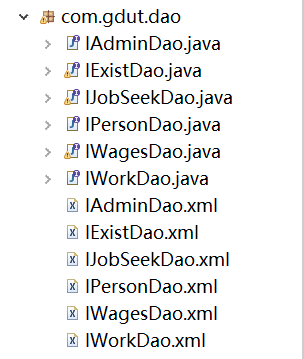 com.gdut.dao
IAdminDao.java
IExistDao.java
IJobSeekDao.java
IPersonDao.java
IWagesDao.java
IWorkDao.java
IAdminDao.xml
IExistDao.xml
IJobSeekDao.xml
IPersonDao.xml
IWagesDao.xml
IWorkDao.xml